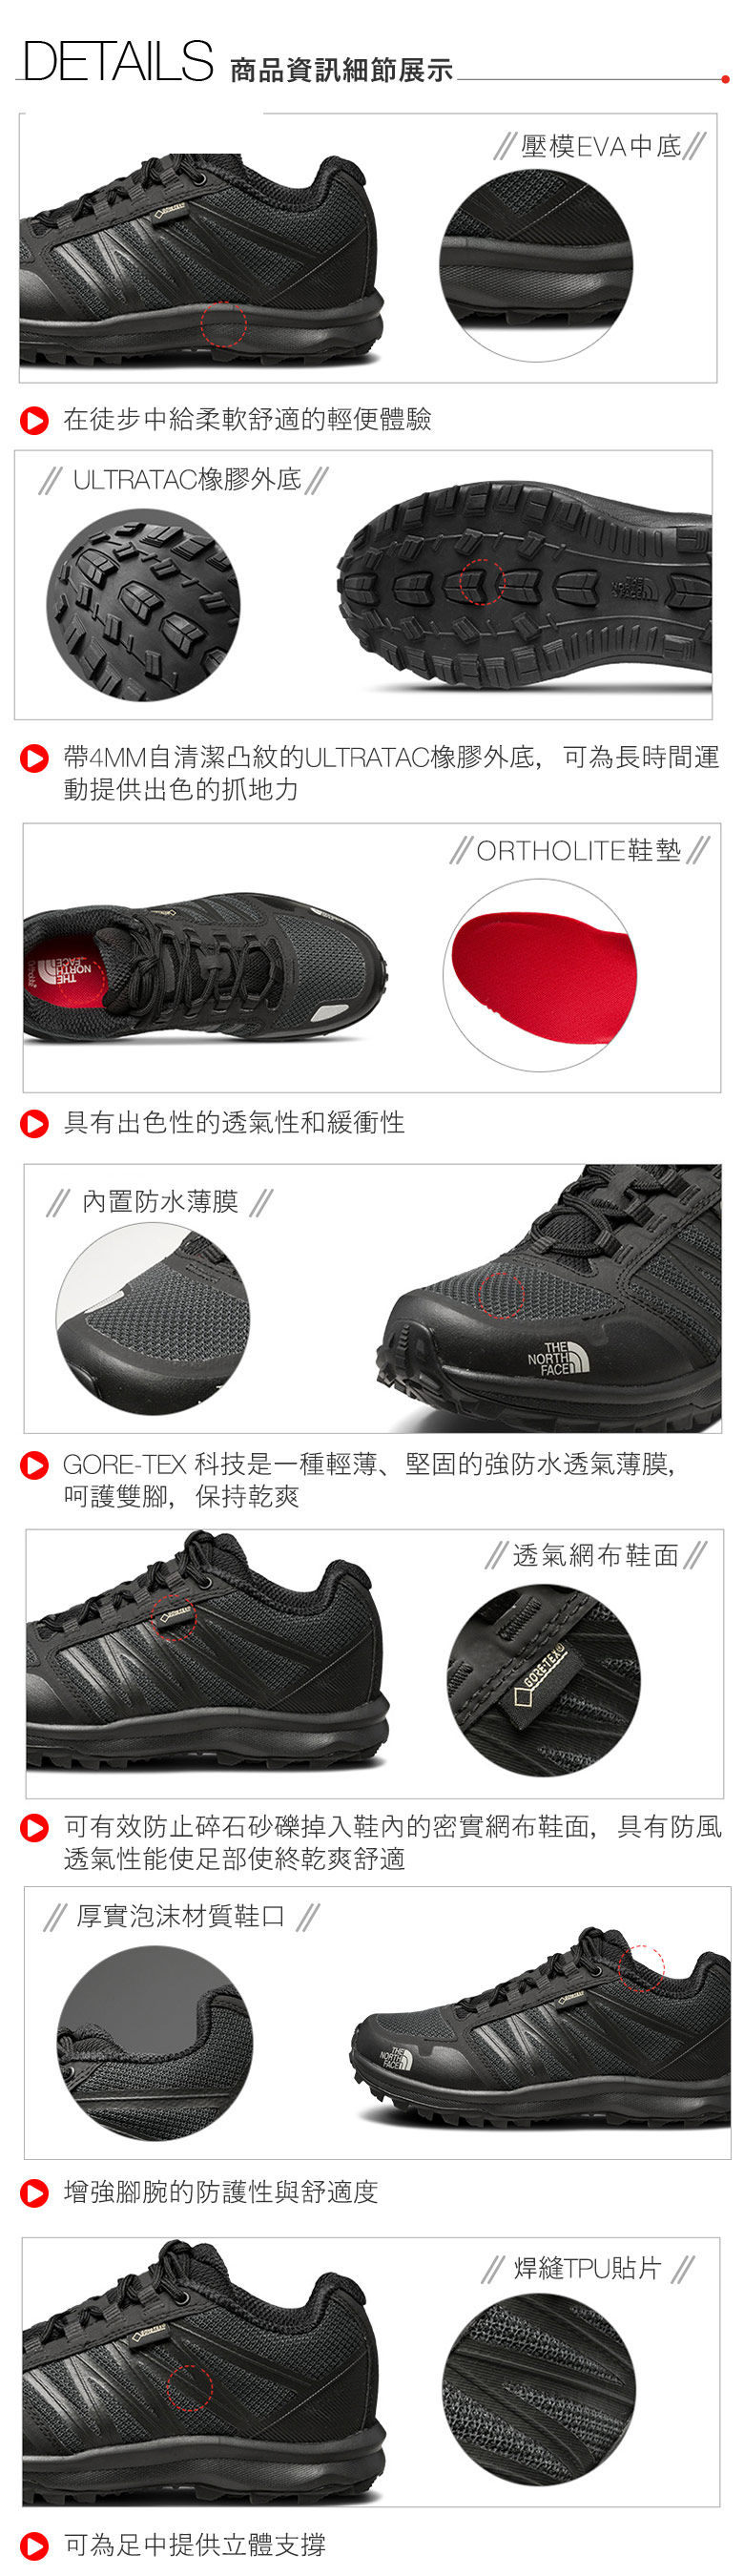 DETAILS 商品資訊細節展示
// 壓模EVA中底 //
在徒步中給柔軟舒適的輕便體驗
// ULTRATAC橡膠外底 //
THE NORTH FACE
帶4MM自清潔凸紋的ULTRATAC橡膠外底，可為長時間運
動提供出色的抓地力
// ORTHOLITE鞋墊 //
THE
NORTH
FACE
Ortholite
具有出色性的透氣性和緩衝性
// 內置防水薄膜 //
THE
NORTH
FACE
GORE-TEX 科技是一種輕薄、堅固的強防水透氣薄膜，
呵護雙腳，保持乾爽
// 透氣網布鞋面 //
GORE-TEX®
可有效防止碎石砂礫掉入鞋內的密實網布鞋面，具有防風
透氣性能使足部使終乾爽舒適
// 厚實泡沫材質鞋口 //
THE
NORTH
FACE
增強腳腕的防護性與舒適度
// 焊縫TPU貼片 //
可為足中提供立體支撐